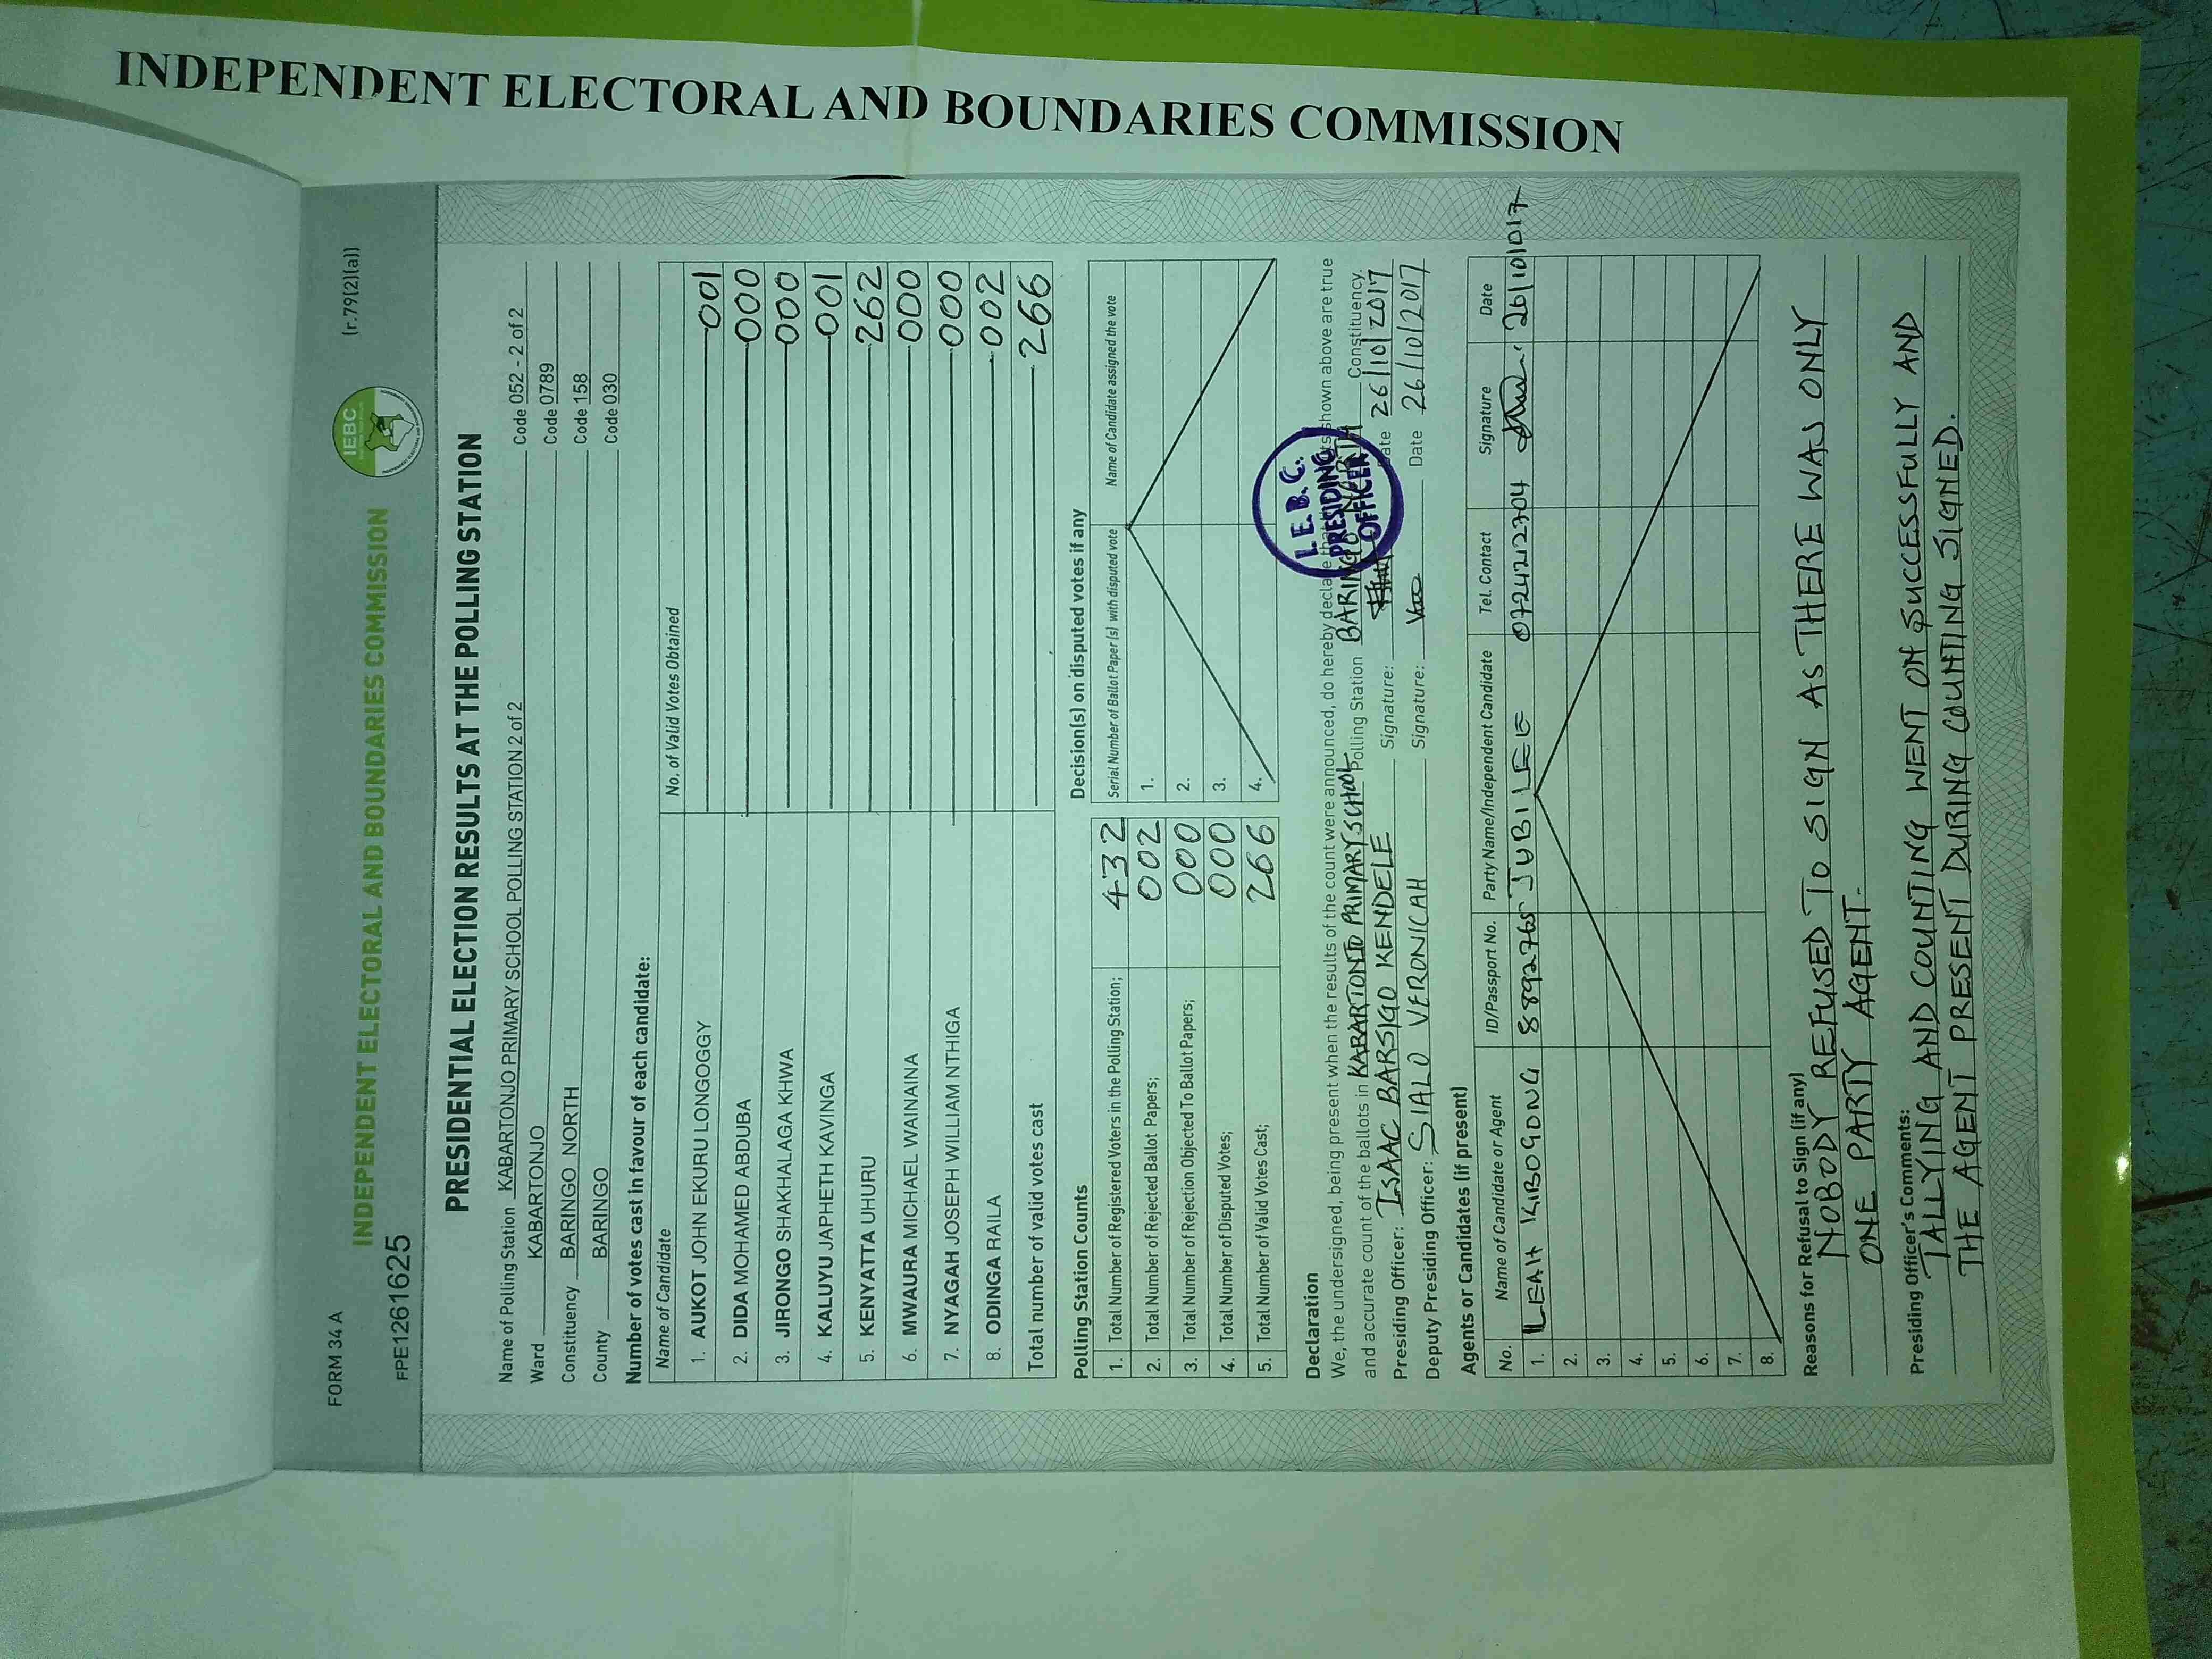 INDEPENDENT ELECTORAL AND BOUNDARIES COMMISSION
FORM 34 A
(r.79(2)(a))
INDEPENDENT ELECTORAL AND BOUNDARIES COMMISSION
IEBC
FPE1261625
PRESIDENTIAL ELECTION RESULTS AT THE POLLING STATION
Name of Polling Station KABARTONJO PRIMARY SCHOOL POLLING STATION 2 of 2 Code 052 - 2 of 2
Ward KABARTONJO Code 0789
Constituency BARINGO NORTH Code 158
County BARINGO Code 030
Number of votes cast in favour of each candidate:
Name of Candidate No. of Valid Votes Obtained
1. AUKOT JOHN EKURU LONGOGGY 001
2. DIDA MOHAMED ABDUBA 000
3. JIRONGO SHAKHALAGA KHWA 000
4. KALUYU JAPHETH KAVINGA 001
5. KENYATTA UHURU 262
6. MWAURA MICHAEL WAINAINA 000
7. NYAGAH JOSEPH WILLIAM NTHIGA 000
8. ODINGA RAILA 002
Total number of valid votes cast 266
Polling Station Counts
1. Total Number of Registered Voters in the Polling Station; 432
2. Total Number of Rejected Ballot Papers; 002
3. Total Number of Rejection Objected To Ballot Papers; 000
4. Total Number of Disputed Votes; 000
5. Total Number of Valid Votes Cast; 266
Decision(s) on disputed votes if any
Serial Number of Ballot Paper (s) with disputed vote Name of Candidate assigned the vote
1.
2.
3.
4.
I.E.B.C.
PRESIDING
OFFICER
Declaration
We, the undersigned, being present when the results of the count were announced, do hereby declare that shown above are true
and accurate count of the ballots in KABARTONJO PRIMARY SCHOOL Polling Station BARINGO NORTH Constituency.
Presiding Officer: ISAAC BARSIGO KENDELE Signature: Date 26/10/2017
Deputy Presiding Officer: SIALO VERONICAH Signature: Date 26/10/2017
Agents or Candidates (if present)
No. Name of Candidate or Agent ID/Passport No. Party Name/Independent Candidate Tel. Contact Signature Date
1. LEAH KIBOGONG 8892765 JUBILEE 0724242704 26/10/017
2.
3.
4.
5.
6.
7.
8.
Reasons for Refusal to Sign (if any)
NOBODY REFUSED TO SIGN AS THERE WAS ONLY
ONE PARTY AGENT.
Presiding Officer's Comments:
TALLYING AND COUNTING WENT ON SUCCESSFULLY AND
THE AGENT PRESENT DURING COUNTING SIGNED.